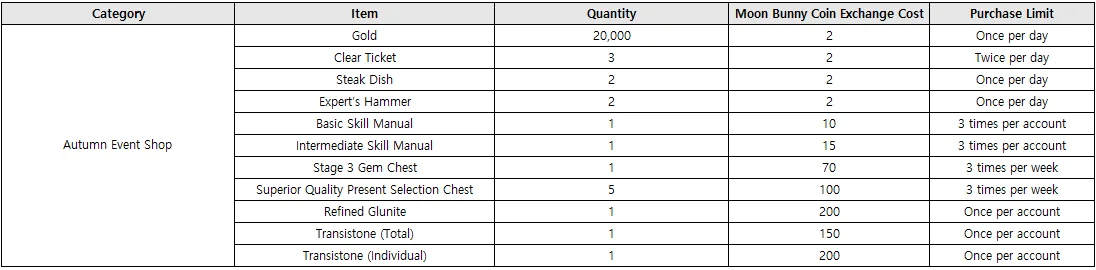 Category Item Quantity Moon Bunny Coin Exchange Cost Purchase Limit
Gold 20,000 2 Once per day
Clear Ticket 3 2 Twice per day
Steak Dish 2 2 Once per day
Expert's Hammer 2 2 Once per day
Basic Skill Manual 1 10 3 times per account
Autumn Event Shop Intermediate Skill Manual 1 15 3 times per account
Stage 3 Gem Chest 1 70 3 times per week
Superior Quality Present Selection Chest 5 100 3 times per week
Refined Glunite 1 200 Once per account
Transistone (Total) 1 150 Once per account
Transistone (Individual) 1 200 Once per account